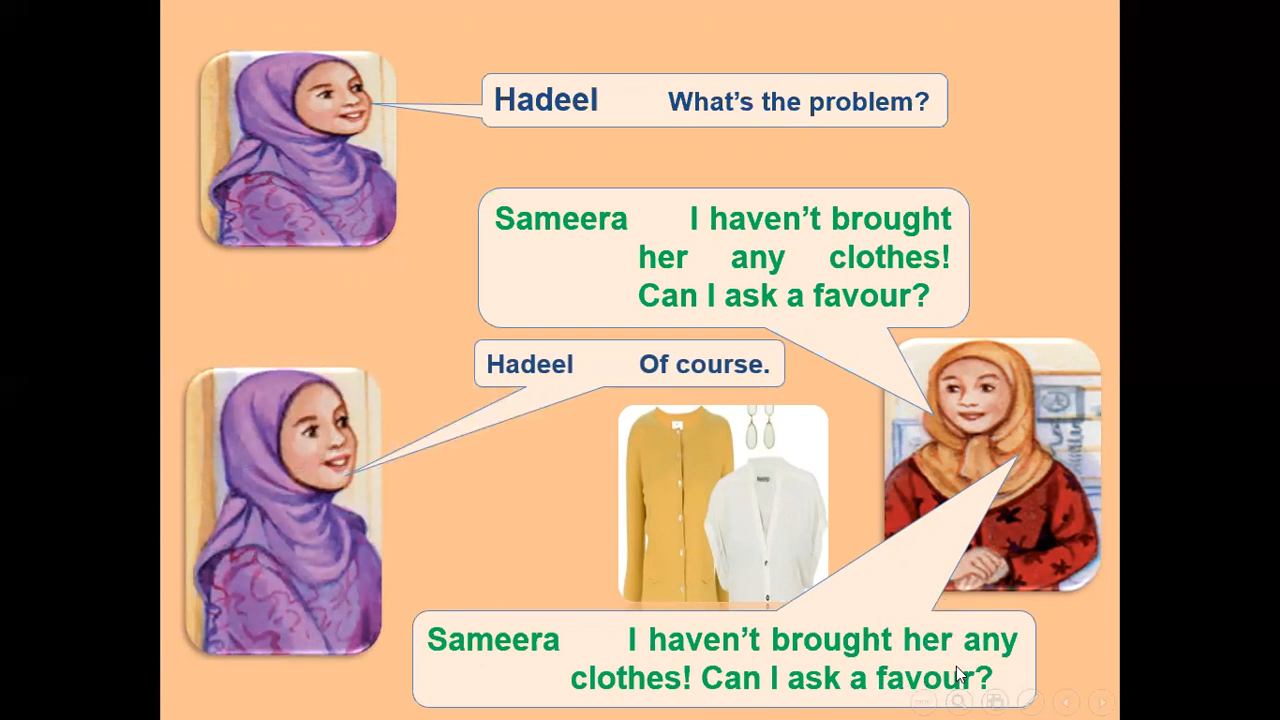 Hadeel What's the problem?
Sameera I haven't brought
her any clothes!
Can I ask a favour?
Hadeel Of course.
Sameera I haven't brought her any
clothes! Can I ask a favour?